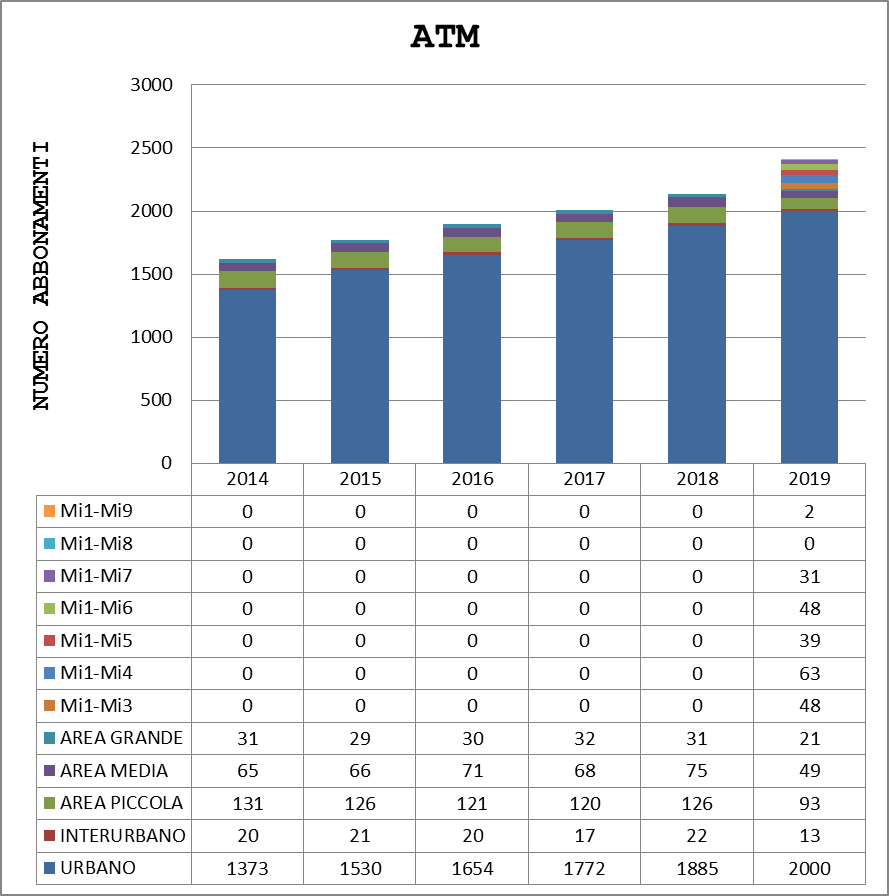 ATM
NUMERO ABBONAMENTI
3000
2500
2000
1500
1000
500
0
2014 2015 2016 2017 2018 2019
Mi1-Mi9 0 0 0 0 0 2
Mi1-Mi8 0 0 0 0 0 0
Mi1-Mi7 0 0 0 0 0 31
Mi1-Mi6 0 0 0 0 0 48
Mi1-Mi5 0 0 0 0 0 39
Mi1-Mi4 0 0 0 0 0 63
Mi1-Mi3 0 0 0 0 0 48
AREA GRANDE 31 29 30 32 31 21
AREA MEDIA 65 66 71 68 75 49
AREA PICCOLA 131 126 121 120 126 93
INTERURBANO 20 21 20 17 22 13
URBANO 1373 1530 1654 1772 1885 2000